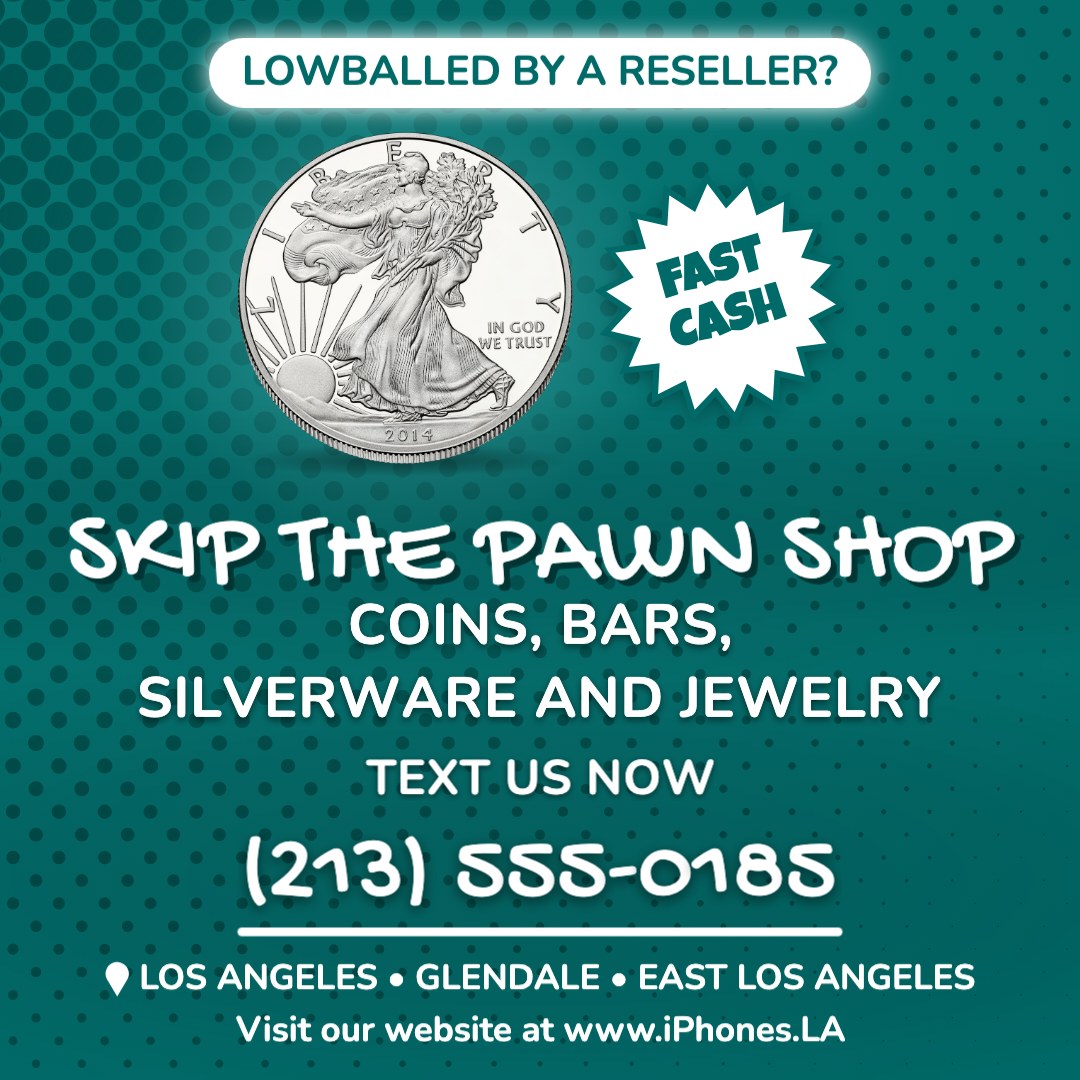 LOWBALLED BY A RESELLER?
LIBERTY
IN GOD
WE TRUST
2014
FAST
CASH
SKIP THE PAWN SHOP
COINS, BARS,
SILVERWARE AND JEWELRY
TEXT US NOW
(213) 555-0185
LOS ANGELES • GLENDALE • EAST LOS ANGELES
Visit our website at www.iPhones.LA